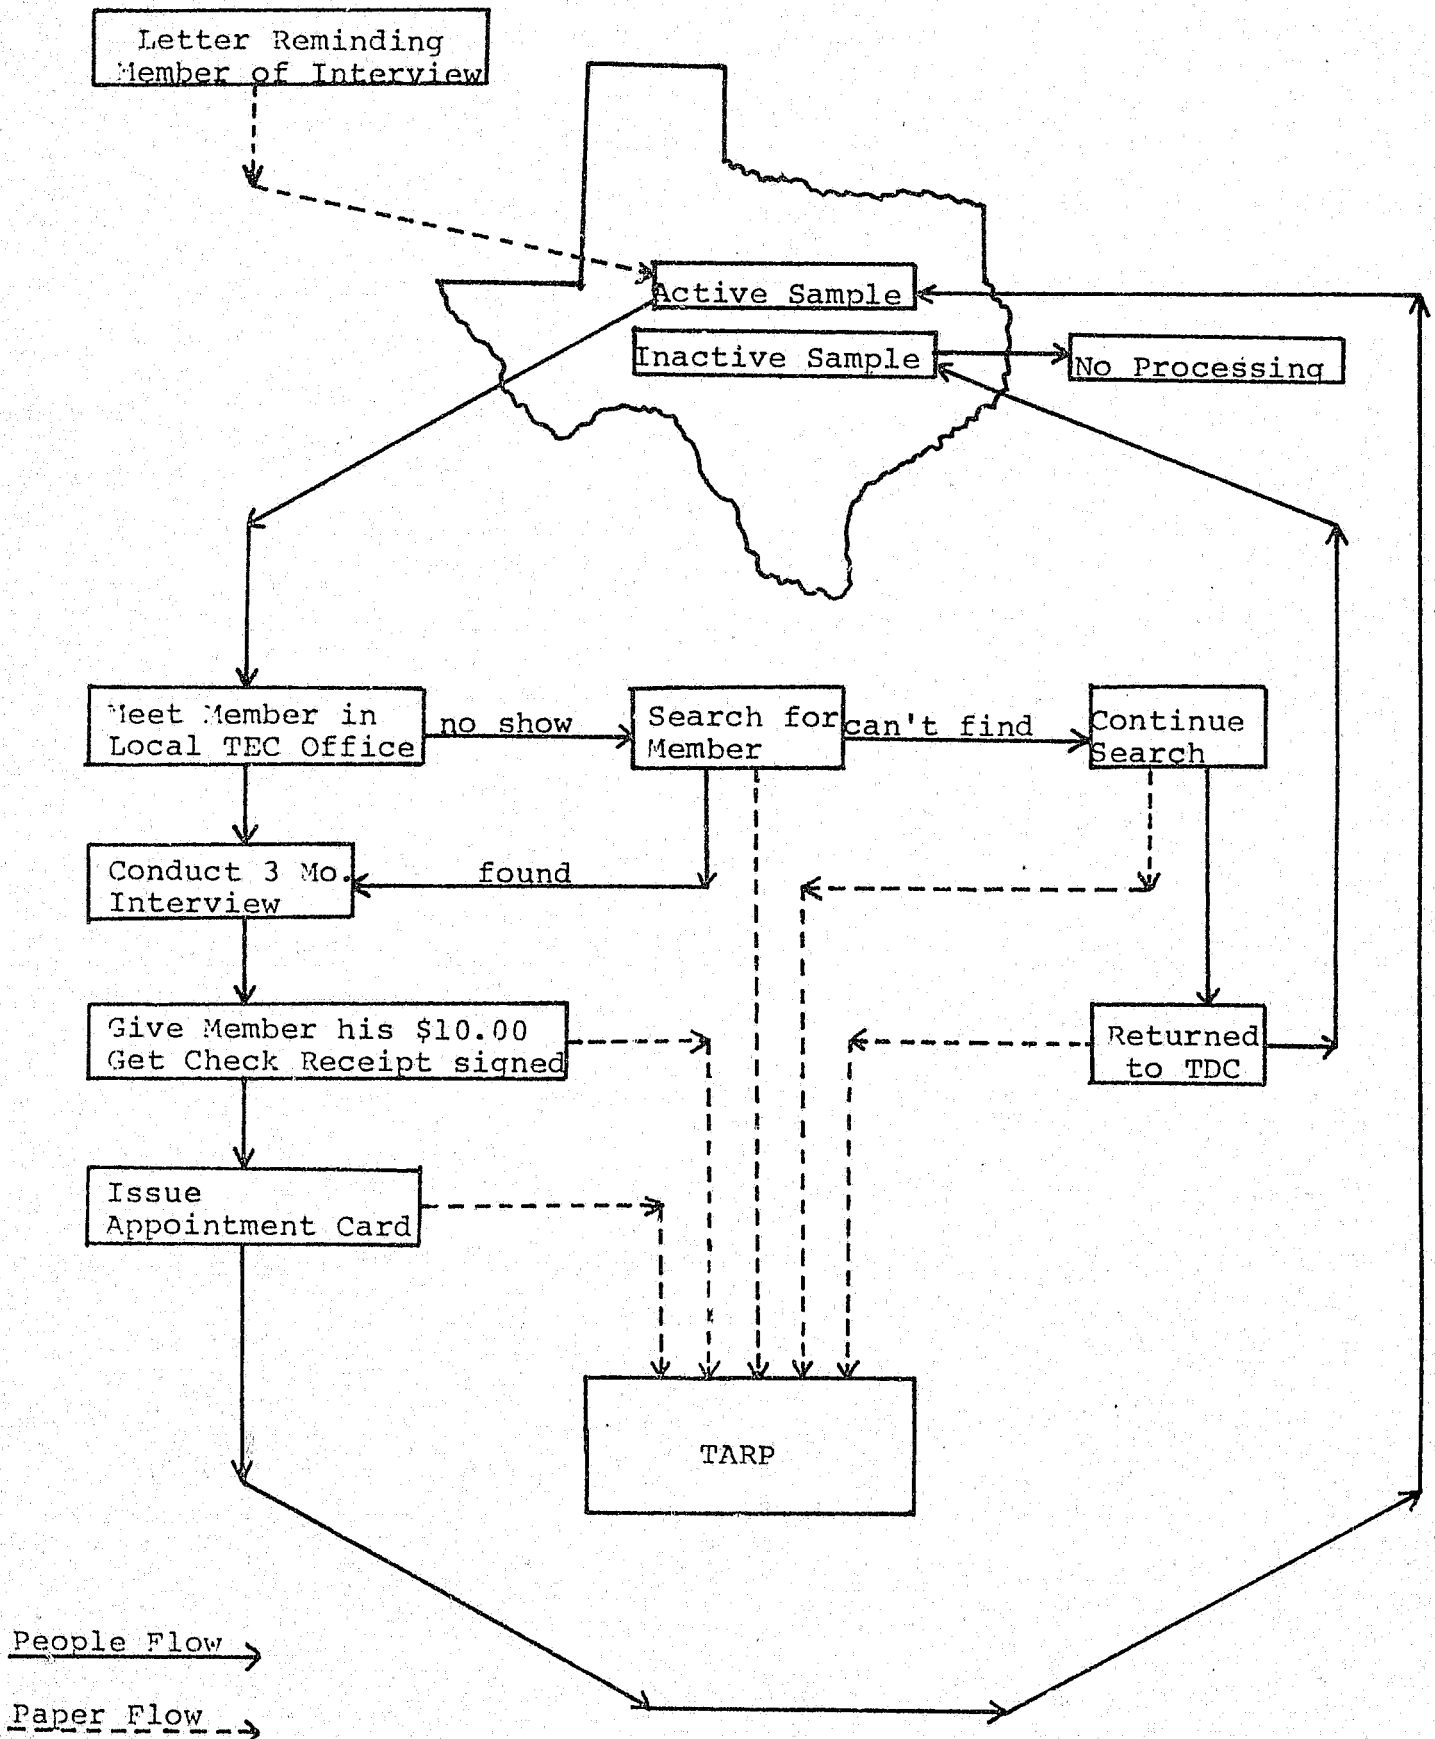 Letter Reminding
Member of Interview
Active Sample
Inactive Sample
No Processing
Meet Member in
Local TEC Office
no show
Search for
Member
can't find
Continue
Search
Conduct 3 Mo.
Interview
found
Give Member his $10.00
Get Check Receipt signed
Returned
to TDC
Issue
Appointment Card
TARP
People Flow
Paper Flow